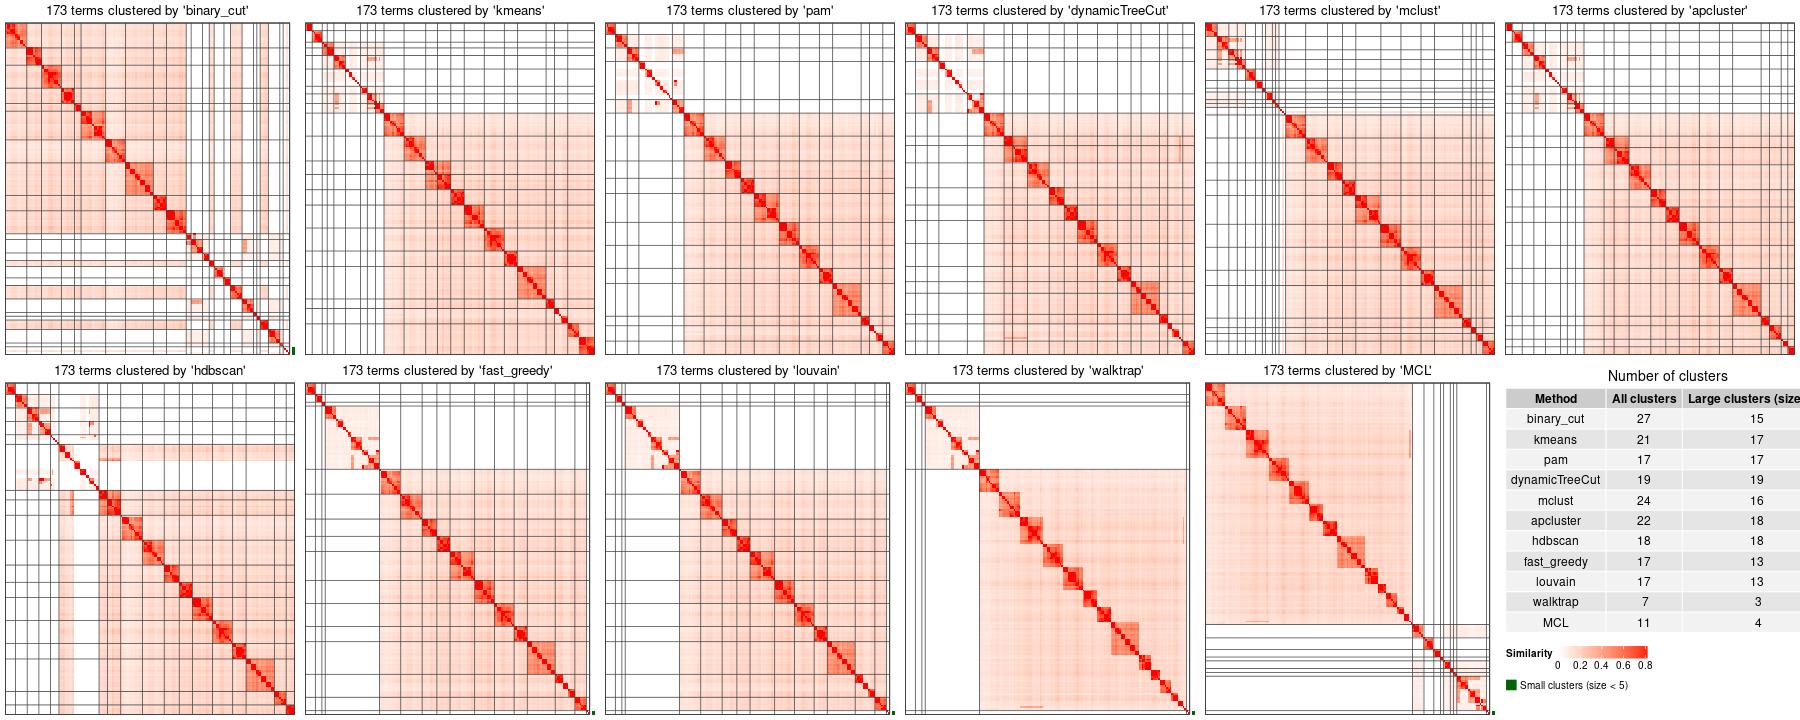 173 terms clustered by 'binary_cut'
173 terms clustered by 'kmeans'
173 terms clustered by 'pam'
173 terms clustered by 'dynamicTreeCut'
173 terms clustered by 'mclust'
173 terms clustered by 'apcluster'
173 terms clustered by 'hdbscan'
173 terms clustered by 'fast_greedy'
173 terms clustered by 'louvain'
173 terms clustered by 'walktrap'
173 terms clustered by 'MCL'
Number of clusters
Method All clusters Large clusters (size
binary_cut 27 15
kmeans 21 17
pam 17 17
dynamicTreeCut 19 19
mclust 24 16
apcluster 22 18
hdbscan 18 18
fast_greedy 17 13
louvain 17 13
walktrap 7 3
MCL 11 4
Similarity
0 0.2 0.4 0.6 0.8
Small clusters (size < 5)